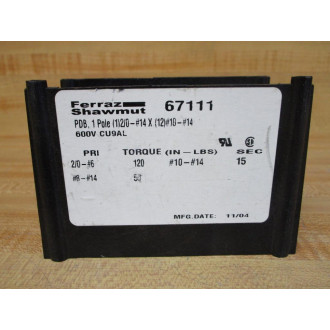 Ferraz Shawmut 67111
PDB, 1 Pole (1)2/0-#14 X (12)#10-#14
600V CU9AL
PRI TORQUE (IN-LBS) SEC
2/0-#6 120 #10-#14 15
#8-#14 50
MFG.DATE: 11/04